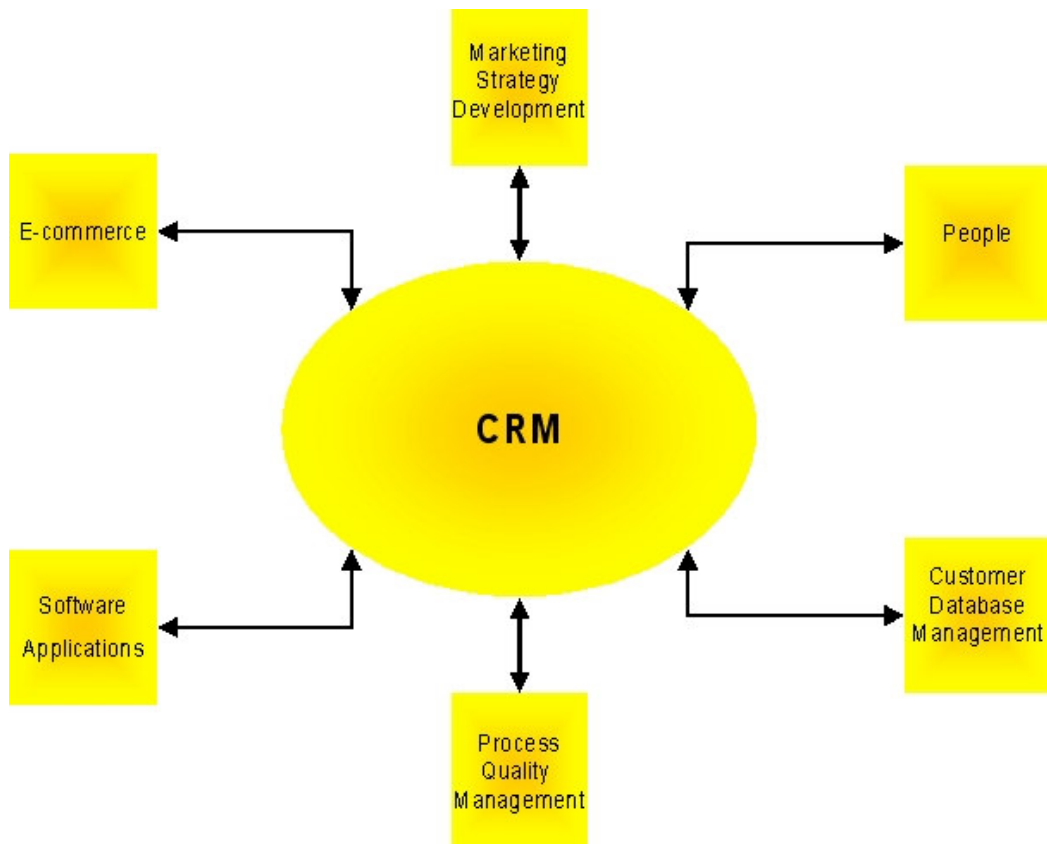 Marketing
Strategy
Development
E-commerce
People
CRM
Software
Applications
Customer
Database
Management
Process
Quality
Management